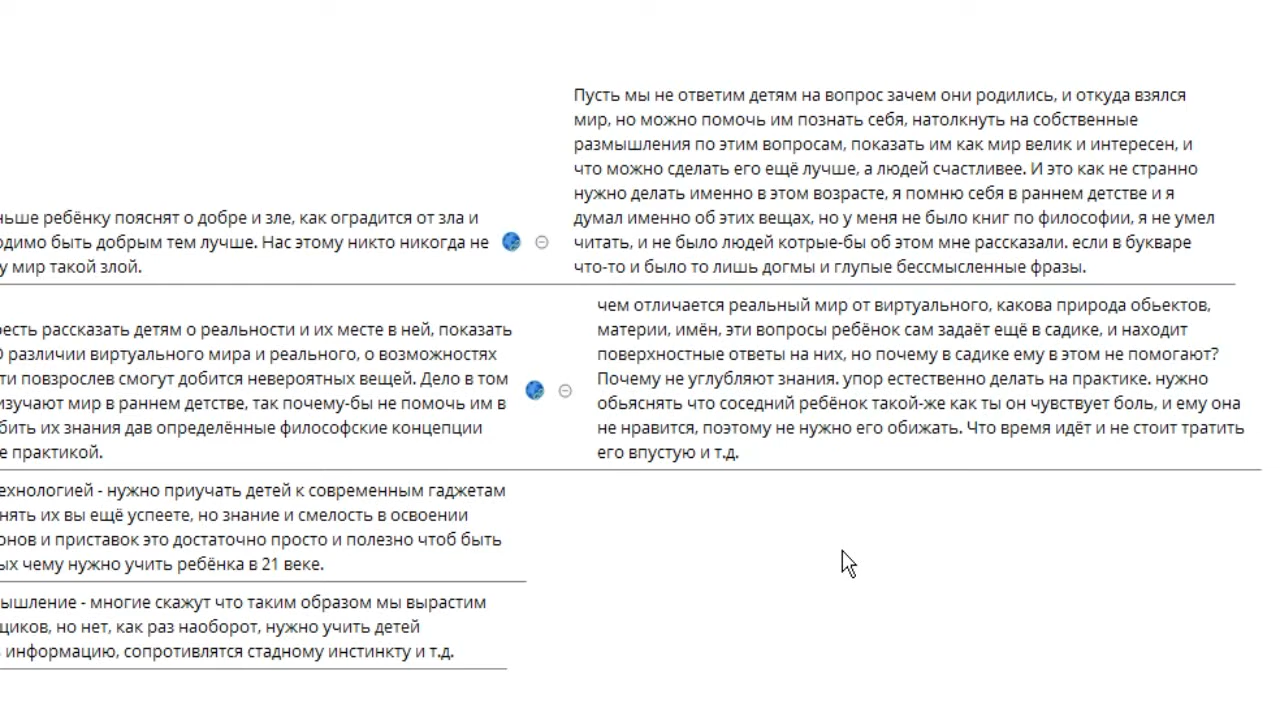 Пусть мы не ответим детям на вопрос зачем они родились, и откуда взялся
мир, но можно помочь им познать себя, натолкнуть на собственные
размышления по этим вопросам, показать им как мир велик и интересен, и
что можно сделать его ещё лучше, а людей счастливее. И это как не странно
нужно делать именно в этом возрасте, я помню себя в раннем детстве и я
думал именно об этих вещах, но у меня не было книг по философии, я не умел
читать, и не было людей котрые-бы об этом мне рассказали. если в букваре
что-то и было то лишь догмы и глупые бессмысленные фразы.
ребёнку пояснят о добре и зле, как оградится от зла и
быть добрым тем лучше. Нас этому никто никогда не
у мир такой злой.
чем отличается реальный мир от виртуального, какова природа обьектов,
материи, имён, эти вопросы ребёнок сам задаёт ещё в садике, и находит
поверхностные ответы на них, но почему в садике ему в этом не помогают?
Почему не углубляют знания. упор естественно делать на практике. нужно
обьяснять что соседний ребёнок такой-же как ты он чувствует боль, и ему она
не нравится, поэтому не нужно его обижать. Что время идёт и не стоит тратить
его впустую и т.д.
рассказать детям о реальности и их месте в ней, показать
О различии виртуального мира и реального, о возможностях
повзрослев смогут добится невероятных вещей. Дело в том
изучают мир в раннем детстве, так почему-бы не помочь им в
их знания дав определённые философские концепции
е практикой.
ехнологией - нужно приучать детей к современным гаджетам
нять их вы ещё успеете, но знание и смелость в освоении
онов и приставок это достаточно просто и полезно чтоб быть
ых чему нужно учить ребёнка в 21 веке.
ышление - многие скажут что таким образом мы вырастим
щиков, но нет, как раз наоборот, нужно учить детей
информацию, сопротивлятся стадному инстинкту и т.д.